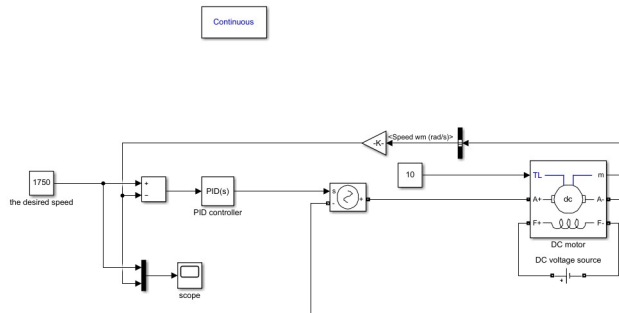 Continuous
<Speed wm (rad/s)>
-K-
10
TL
m
1750
+
−
PID(s)
s
-
+
A+
dc
A-
the desired speed
PID controller
F+
F-
DC motor
DC voltage source
+
scope